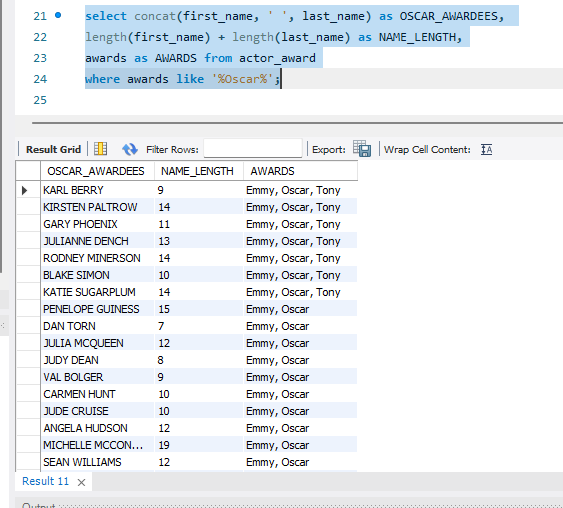 21 select concat(first_name, ' ', last_name) as OSCAR_AWARDEES,
22 length(first_name) + length(last_name) as NAME_LENGTH,
23 awards as AWARDS from actor_award
24 where awards like '%Oscar%';
25
Result Grid Filter Rows: Export: Wrap Cell Content:
OSCAR_AWARDEES NAME_LENGTH AWARDS
KARL BERRY 9 Emmy, Oscar, Tony
KIRSTEN PALTROW 14 Emmy, Oscar, Tony
GARY PHOENIX 11 Emmy, Oscar, Tony
JULIANNE DENCH 13 Emmy, Oscar, Tony
RODNEY MINERSON 14 Emmy, Oscar, Tony
BLAKE SIMON 10 Emmy, Oscar, Tony
KATIE SUGARPLUM 14 Emmy, Oscar, Tony
PENELOPE GUINESS 15 Emmy, Oscar
DAN TORN 7 Emmy, Oscar
JULIA MCQUEEN 12 Emmy, Oscar
JUDY DEAN 8 Emmy, Oscar
VAL BOLGER 9 Emmy, Oscar
CARMEN HUNT 10 Emmy, Oscar
JUDE CRUISE 10 Emmy, Oscar
ANGELA HUDSON 12 Emmy, Oscar
MICHELLE MCCON... 19 Emmy, Oscar
SEAN WILLIAMS 12 Emmy, Oscar
Result 11
Output